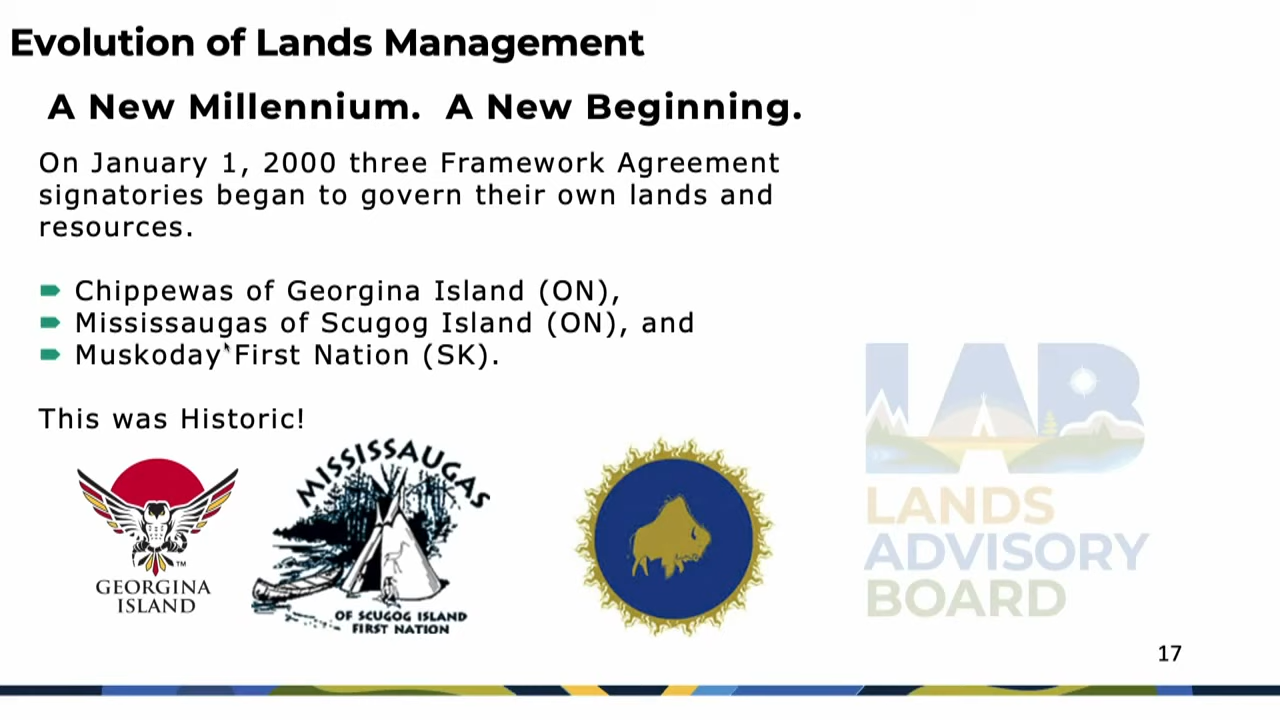 Evolution of Lands Management
A New Millennium. A New Beginning.
On January 1, 2000 three Framework Agreement
signatories began to govern their own lands and
resources.
Chippewas of Georgina Island (ON),
Mississaugas of Scugog Island (ON), and
Muskoday First Nation (SK).
This was Historic!
TM
GEORGINA
ISLAND
MISSISSAUGAS
OF SCUGOG ISLAND
FIRST NATION
LAB
LANDS
ADVISORY
BOARD
17